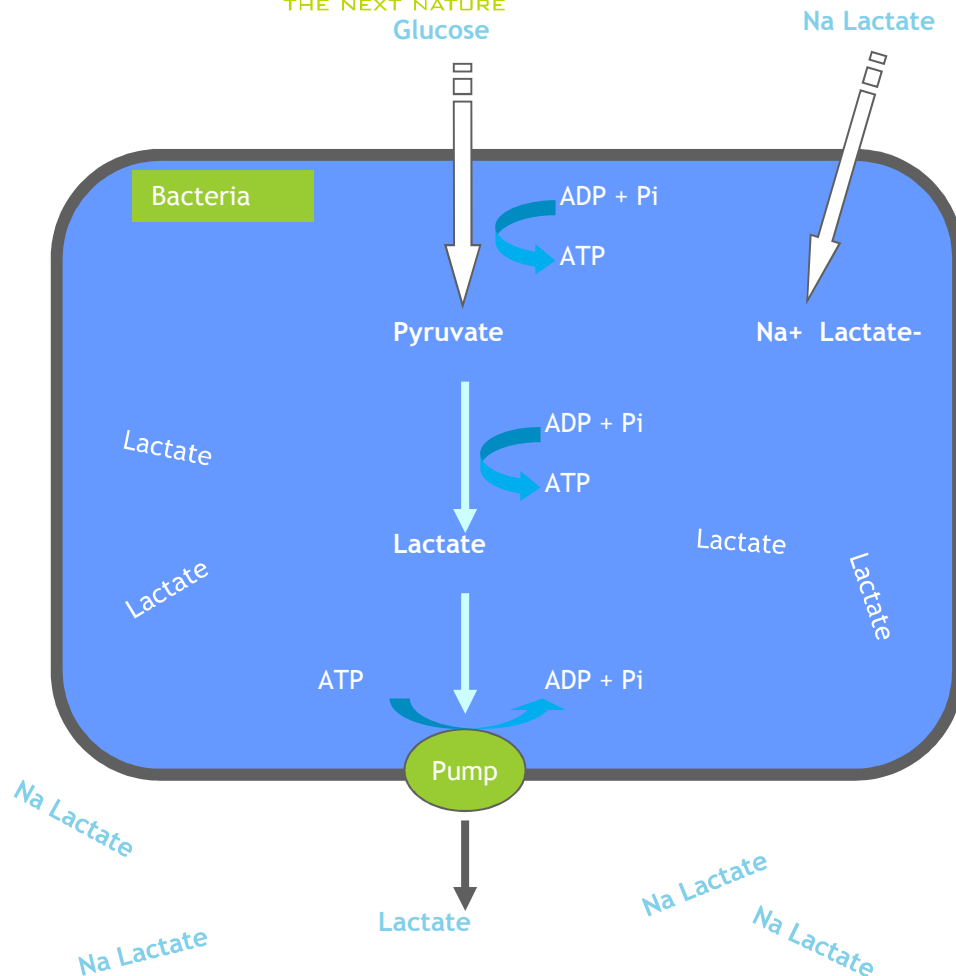 THE NEXT NATURE
Glucose
Na Lactate
Bacteria
ADP + Pi
ATP
Pyruvate
Na+ Lactate-
Lactate
ADP + Pi
ATP
Lactate
Lactate
Lactate
Lactate
ATP
ADP + Pi
Pump
Na Lactate
Lactate
Na Lactate
Na Lactate
Na Lactate